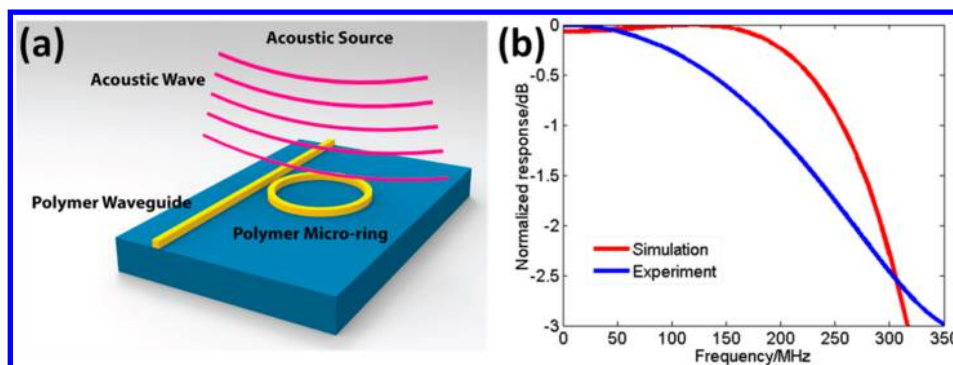 (a)
Acoustic Source
Acoustic Wave
Polymer Waveguide
Polymer Micro-ring
(b)
Normalized response/dB
0
-0.5
-1
-1.5
-2
-2.5
-3
Simulation
Experiment
0 50 100 150 200 250 300 350
Frequency/MHz